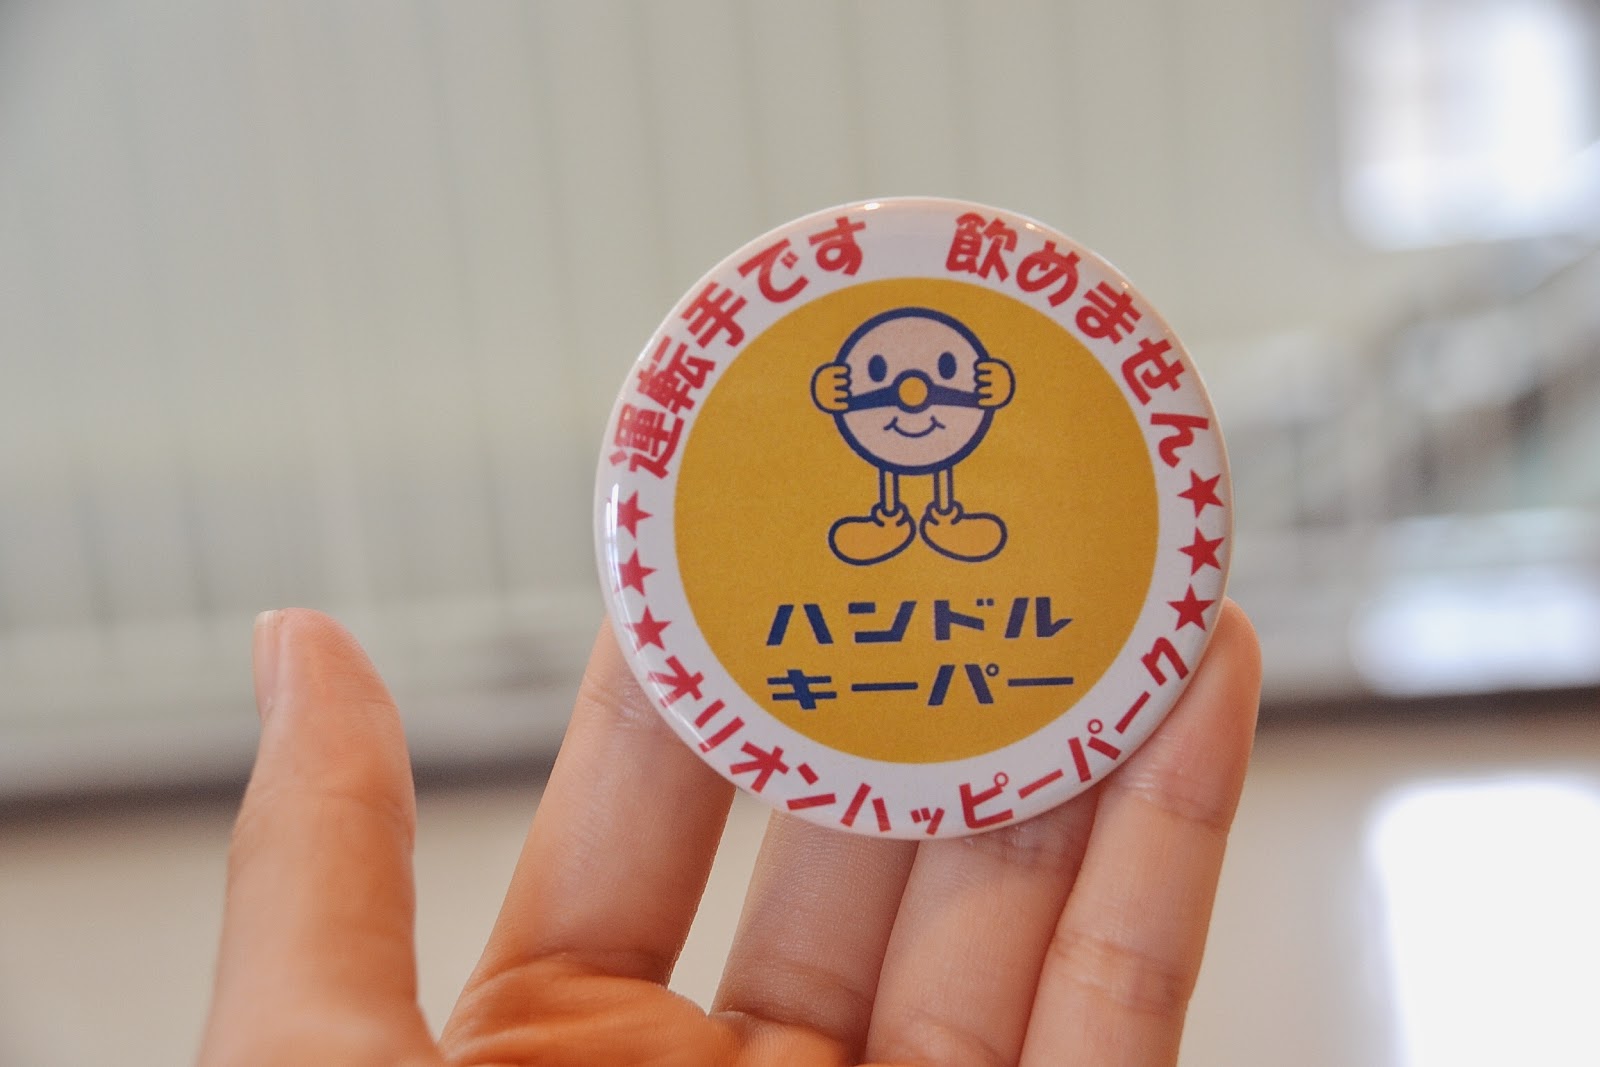 運転手です　飲めません
ハンドル
キーパー
★★★オリオンハッピーパーク★★★